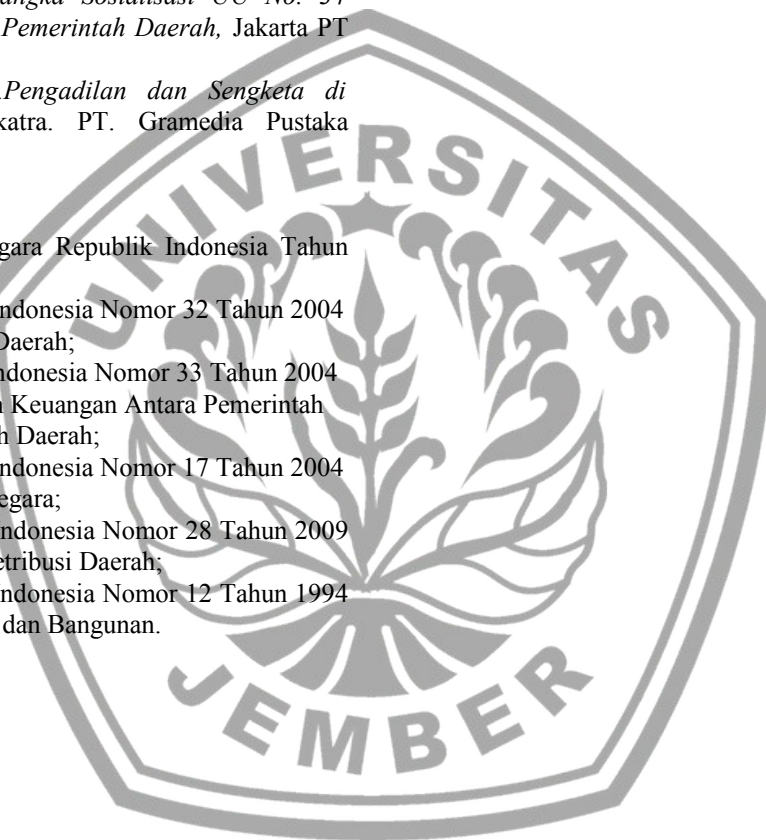 angka Sosialisasi UU No. 34
Pemerintah Daerah, Jakarta PT
Pengadilan dan Sengketa di
katra. PT. Gramedia Pustaka
UNIVERSITAS
gara Republik Indonesia Tahun
ndonesia Nomor 32 Tahun 2004
Daerah;
ndonesia Nomor 33 Tahun 2004
n Keuangan Antara Pemerintah
h Daerah;
ndonesia Nomor 17 Tahun 2004
egara;
ndonesia Nomor 28 Tahun 2009
etribusi Daerah;
ndonesia Nomor 12 Tahun 1994
dan Bangunan.
JEMBER